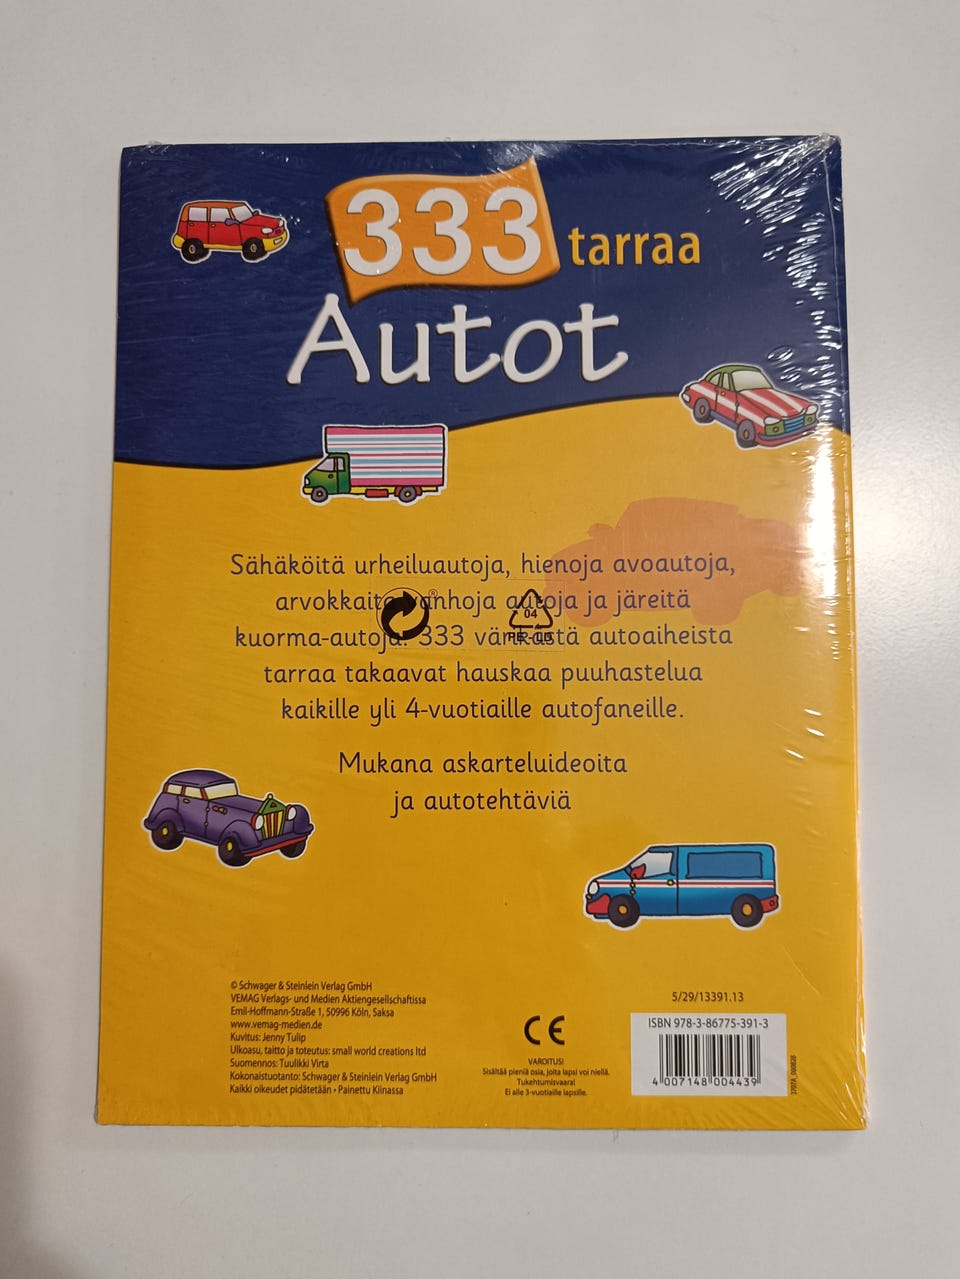 333 tarraa
Autot
Sähäköitä urheiluautoja, hienoja avoautoja,
arvokkaita vanhoja autoja ja järeitä
kuorma-autoja. 333 värikästä autoaiheista
tarraa takaavat hauskaa puuhastelua
kaikille yli 4-vuotiaille autofaneille.
®
04
PE-LD
Mukana askarteluideoita
ja autotehtäviä
© Schwager & Steinlein Verlag GmbH
VEMAG Verlags- und Medien Aktiengesellschaftissa
Emil-Hoffmann-Straße 1, 50996 Köln, Saksa
www.vemag-medien.de
Kuvitus: Jenny Tulip
Ulkoasu, taitto ja toteutus: small world creations ltd
Suomennos: Tuulikki Virta
Kokonaistuotanto: Schwager & Steinlein Verlag GmbH
Kaikki oikeudet pidätetään • Painettu Kiinassa
CE
VAROITUS!
Sisältää pieniä osia, joita lapsi voi niellä.
Tukehtumisvaara!
Ei alle 3-vuotiaille lapsille.
5/29/13391.13
ISBN 978-3-86775-391-3
4 007148 004439